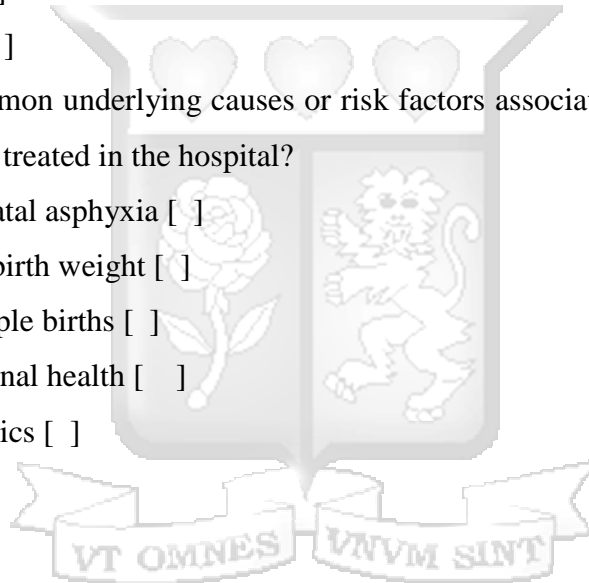 ]
]
mon underlying causes or risk factors associat
treated in the hospital?
atal asphyxia [ ]
birth weight [ ]
ple births [ ]
nal health [ ]
ics [ ]
VT OMNES VNVM SINT